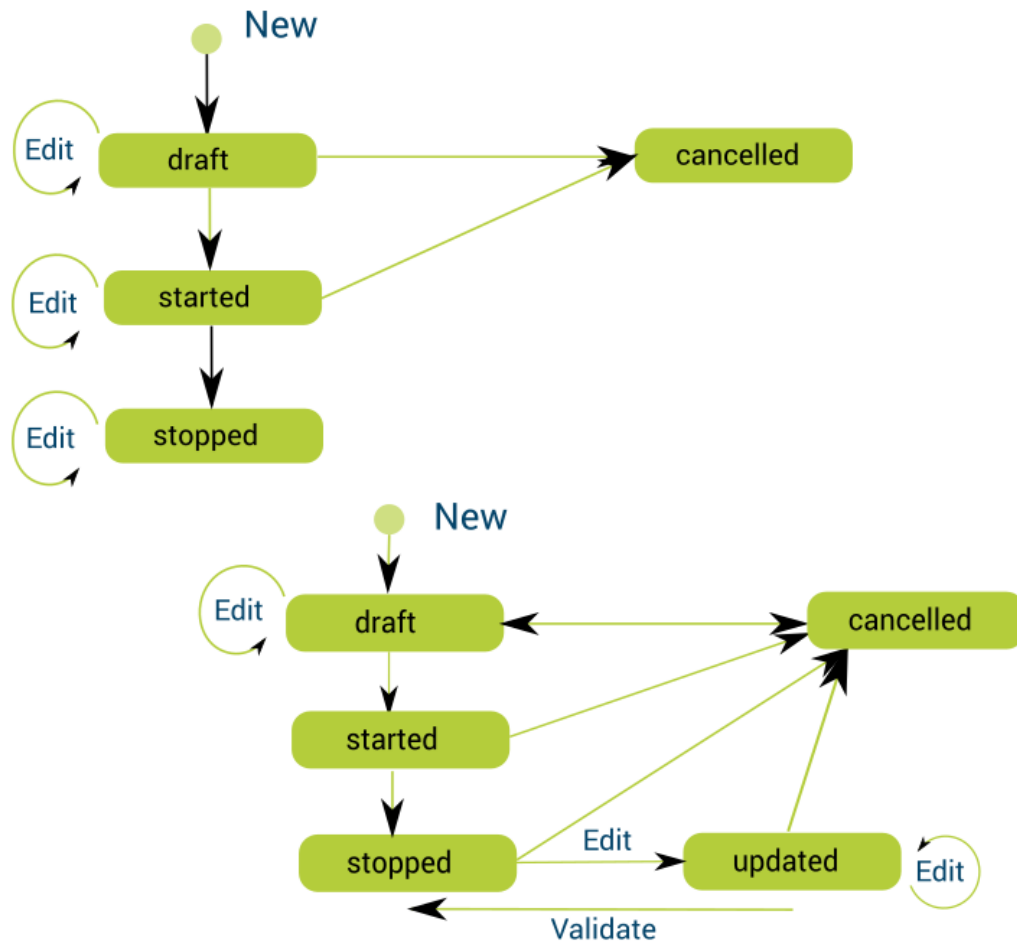 New
Edit
draft
cancelled
Edit
started
Edit
stopped
New
Edit
draft
cancelled
started
Edit
stopped
updated
Edit
Validate